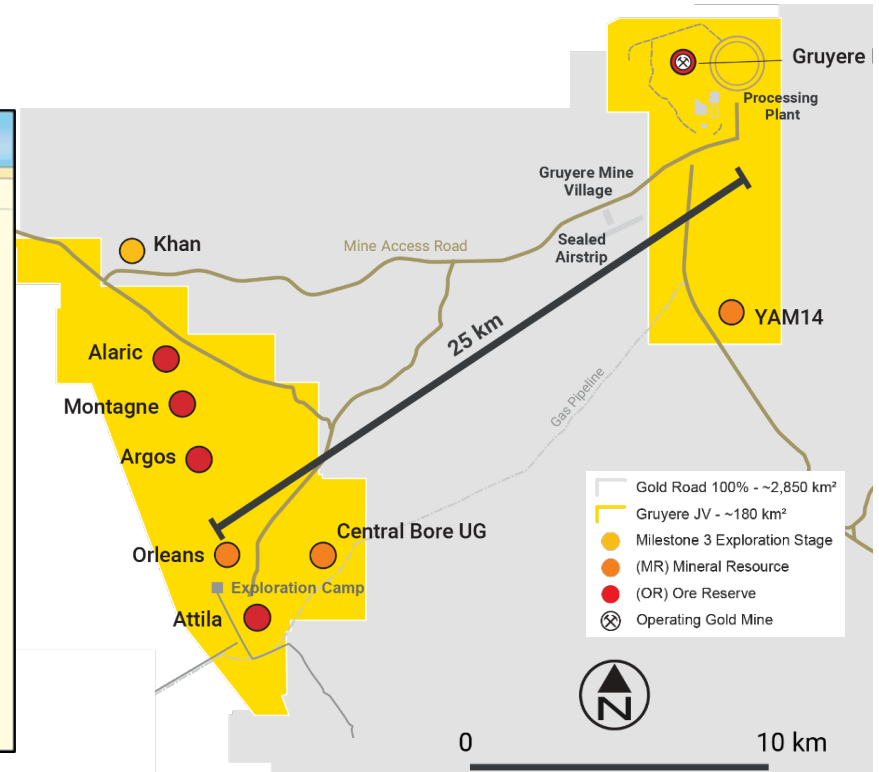 Gruyere
Processing
Plant
Gruyere Mine
Village
Sealed
Airstrip
Khan
Mine Access Road
25 km
YAM14
Alaric
Montagne
Argos
Gas Pipeline
Orleans
Central Bore UG
Exploration Camp
Attila
Gold Road 100% - ~2,850 km²
Gruyere JV - ~180 km²
Milestone 3 Exploration Stage
(MR) Mineral Resource
(OR) Ore Reserve
Operating Gold Mine
N
0 10 km